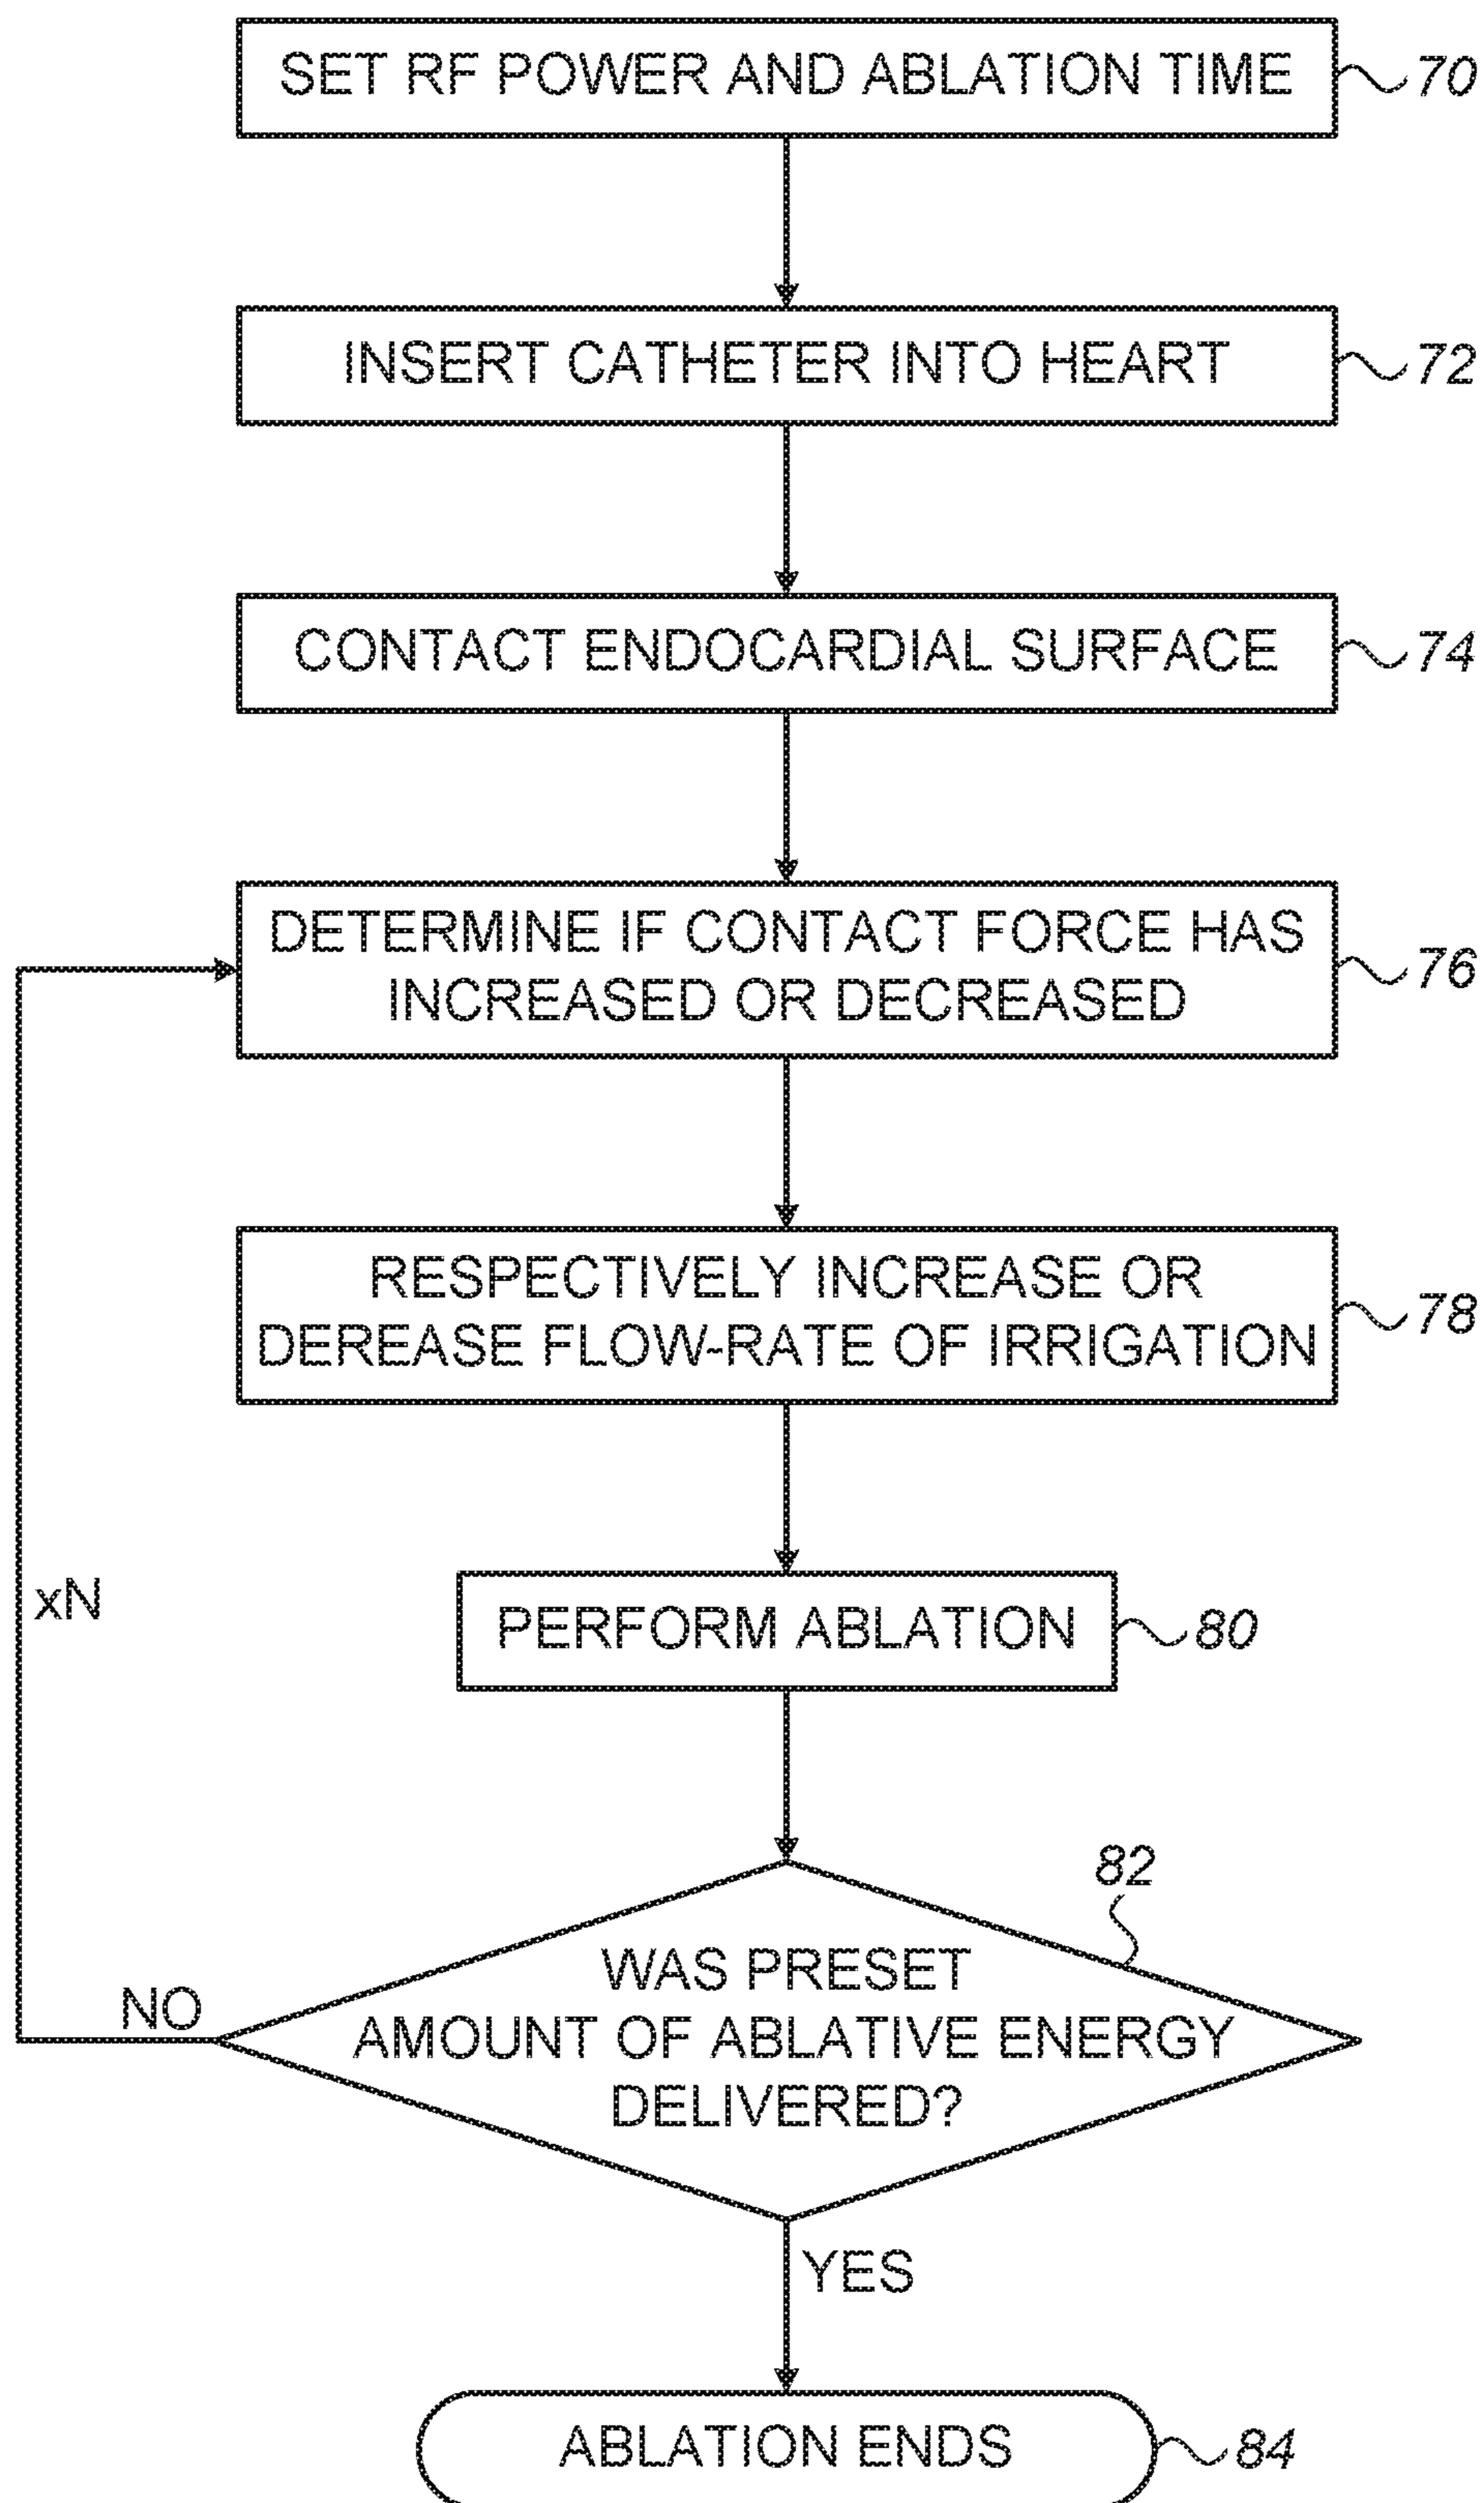 SET RF POWER AND ABLATION TIME 70
INSERT CATHETER INTO HEART 72
CONTACT ENDOCARDIAL SURFACE 74
DETERMINE IF CONTACT FORCE HAS
INCREASED OR DECREASED
76
RESPECTIVELY INCREASE OR
DEREASE FLOW-RATE OF IRRIGATION
78
xN
PERFORM ABLATION 80
82
WAS PRESET
AMOUNT OF ABLATIVE ENERGY
DELIVERED?
NO
YES
ABLATION ENDS 84